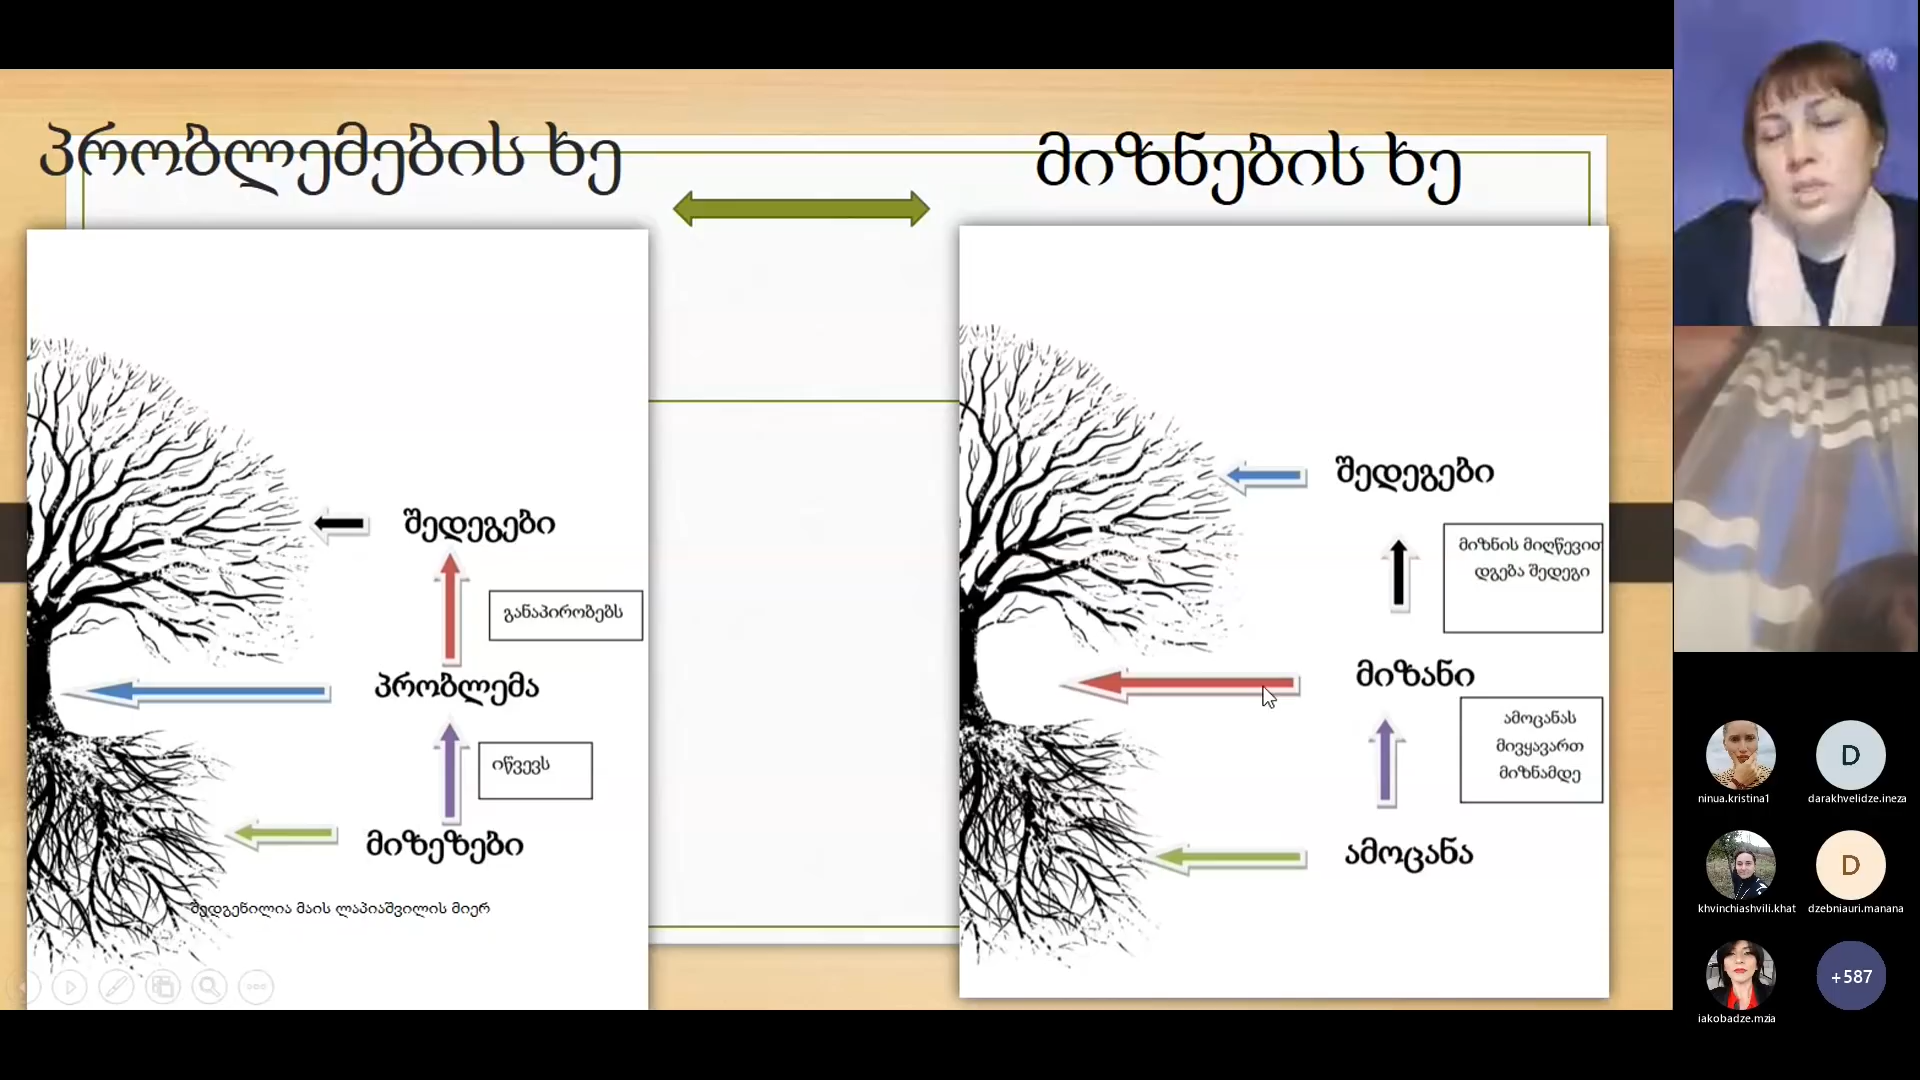 პრობლემების ხე
მიზნების ხე
შედეგები
განაპირობებს
პრობლემა
იწვევს
მიზეზები
შედგენილია მაის ლაპიაშვილის მიერ
შედეგები
მიზნის მიღწევით
დგება შედეგი
მიზანი
ამოცანას
მივყავართ
მიზნამდე
ამოცანა
D
ninua.kristina1
darakhvelidze.ineza
D
khvinchiashvili.khat
dzebniauri.manana
+587
iakobadze.mzia